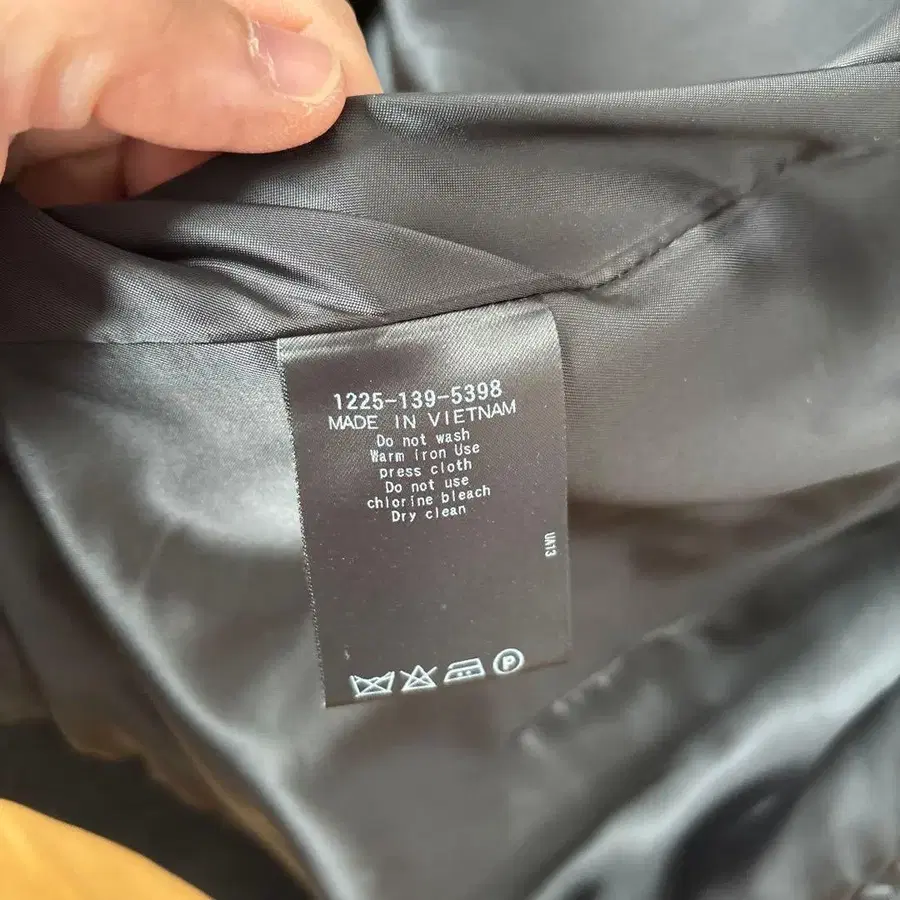 1225-139-5398
MADE IN VIETNAM
Do not wash
Warm iron Use
press cloth
Do not use
chlorine bleach
Dry clean
UA13
P